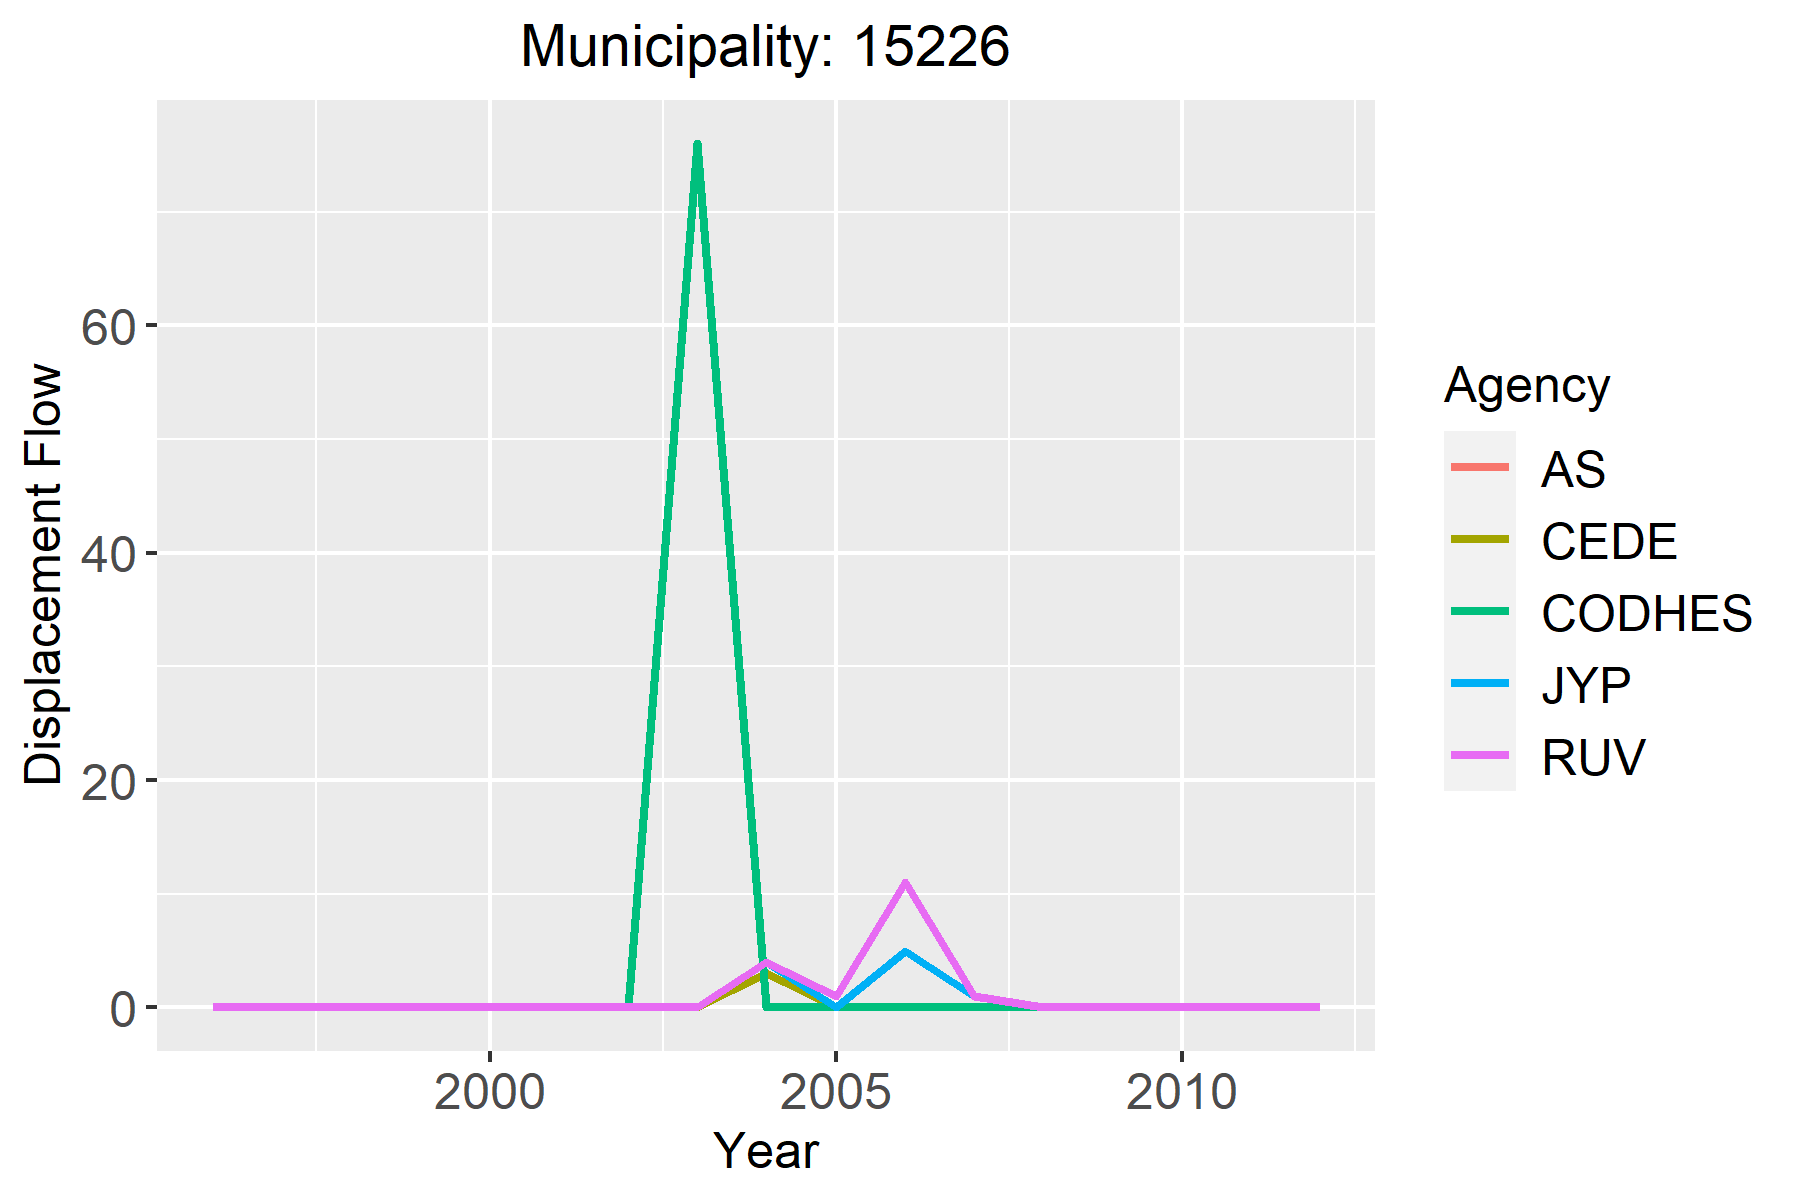 Municipality: 15226
60
40
20
0
Displacement Flow
2000 2005 2010
Year
Agency
AS
CEDE
CODHES
JYP
RUV